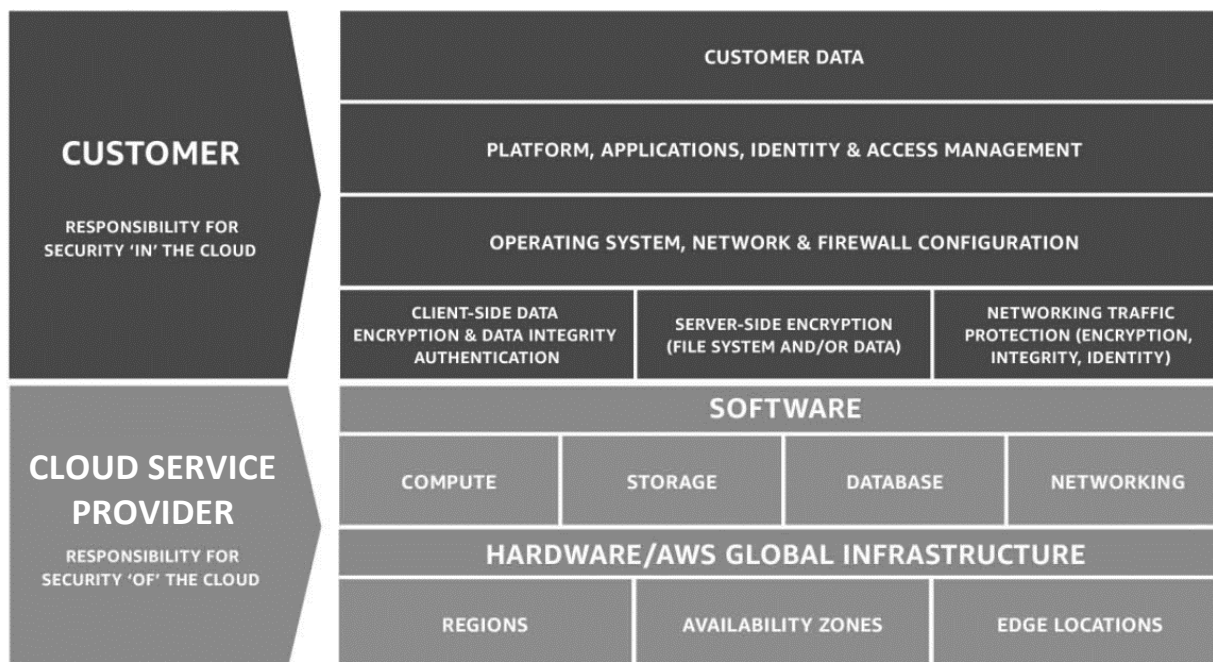 CUSTOMER
RESPONSIBILITY FOR
SECURITY ‘IN’ THE CLOUD
CUSTOMER DATA
PLATFORM, APPLICATIONS, IDENTITY & ACCESS MANAGEMENT
OPERATING SYSTEM, NETWORK & FIREWALL CONFIGURATION
CLIENT-SIDE DATA
ENCRYPTION & DATA INTEGRITY
AUTHENTICATION
SERVER-SIDE ENCRYPTION
(FILE SYSTEM AND/OR DATA)
NETWORKING TRAFFIC
PROTECTION (ENCRYPTION,
INTEGRITY, IDENTITY)
CLOUD SERVICE
PROVIDER
RESPONSIBILITY FOR
SECURITY ‘OF’ THE CLOUD
SOFTWARE
COMPUTE
STORAGE
DATABASE
NETWORKING
HARDWARE/AWS GLOBAL INFRASTRUCTURE
REGIONS
AVAILABILITY ZONES
EDGE LOCATIONS